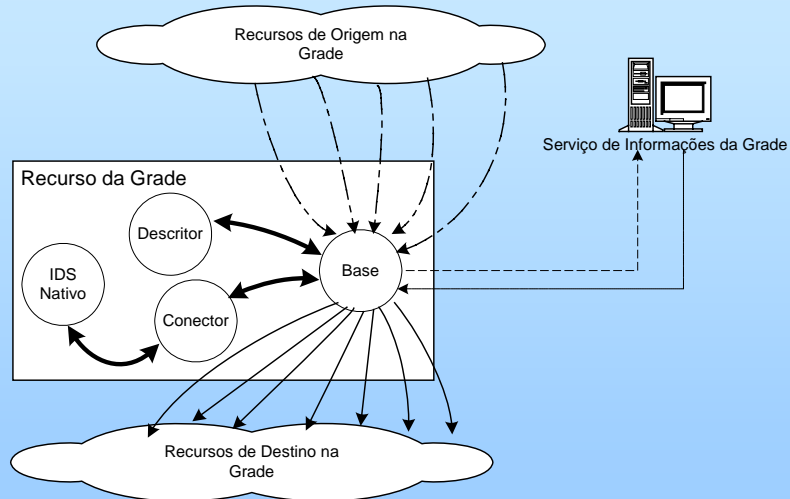 Recursos de Origem na
Grade
Serviço de Informações da Grade
Recurso da Grade
Descritor
Base
IDS
Nativo
Conector
Recursos de Destino na
Grade